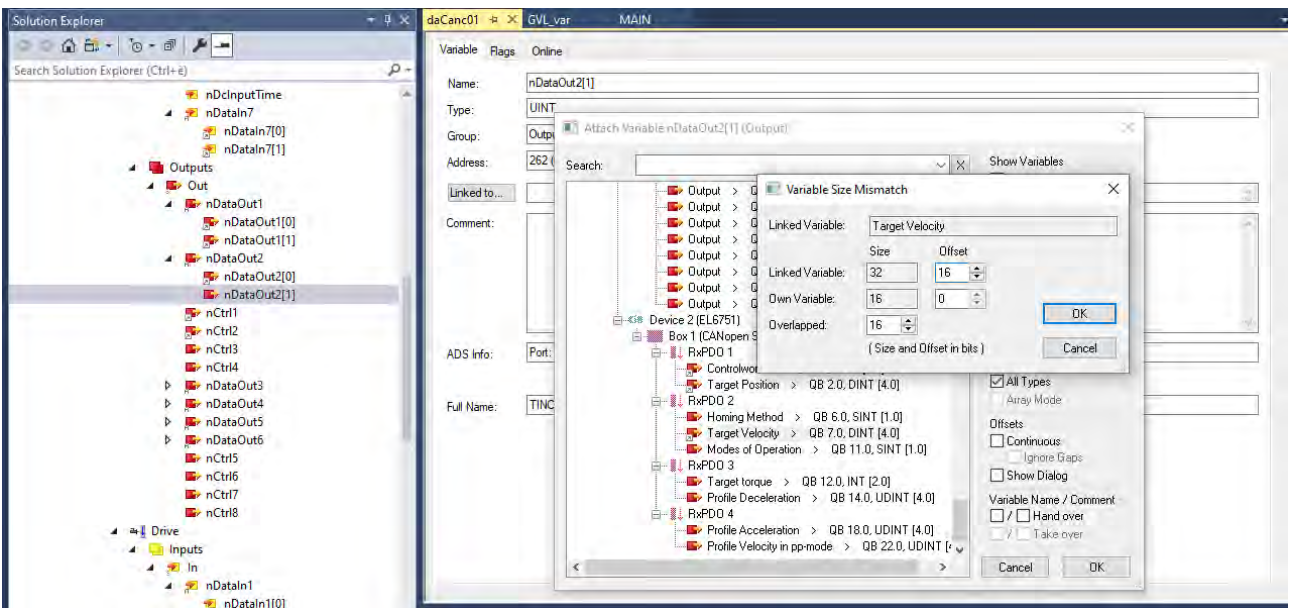 Solution Explorer
Search Solution Explorer (Ctrl+e)
nDcInputTime
nDataIn7
nDataIn7[0]
nDataIn7[1]
Outputs
Out
nDataOut1
nDataOut1[0]
nDataOut1[1]
nDataOut2
nDataOut2[0]
nDataOut2[1]
nCtrl1
nCtrl2
nCtrl3
nCtrl4
nDataOut3
nDataOut4
nDataOut5
nDataOut6
nCtrl5
nCtrl6
nCtrl7
nCtrl8
Drive
Inputs
In
nDataIn1
nDataIn1[0]
daCanc01 GVL_var MAIN
Variable Flags Online
Name: nDataOut2[1]
Type: UINT
Group: Outp
Address: 262 (
Linked to...
Comment:
ADS Info: Port:
Full Name: TINC
Attach Variable nDataOut2[1] (Output)
Search:
Show Variables
Output >
Output >
Output >
Output >
Output >
Output >
Output >
Output >
Device 2 (EL6751)
Box 1 (CANopen S
RxPDO 1
Controlwor
Target Position > QB 2.0, DINT [4.0]
RxPDO 2
Homing Method > QB 6.0, SINT [1.0]
Target Velocity > QB 7.0, DINT [4.0]
Modes of Operation > QB 11.0, SINT [1.0]
RxPDO 3
Target torque > QB 12.0, INT [2.0]
Profile Deceleration > QB 14.0, UDINT [4.0]
RxPDO 4
Profile Acceleration > QB 18.0, UDINT [4.0]
Profile Velocity in pp-mode > QB 22.0, UDINT [
All Types
Array Mode
Offsets
Continuous
Ignore Gaps
Show Dialog
Variable Name / Comment
/ Hand over
/ Take over
Cancel OK
Variable Size Mismatch
Linked Variable: Target Velocity
Size Offset
Linked Variable: 32 16
Own Variable: 16 0
Overlapped: 16
( Size and Offset in bits )
OK
Cancel